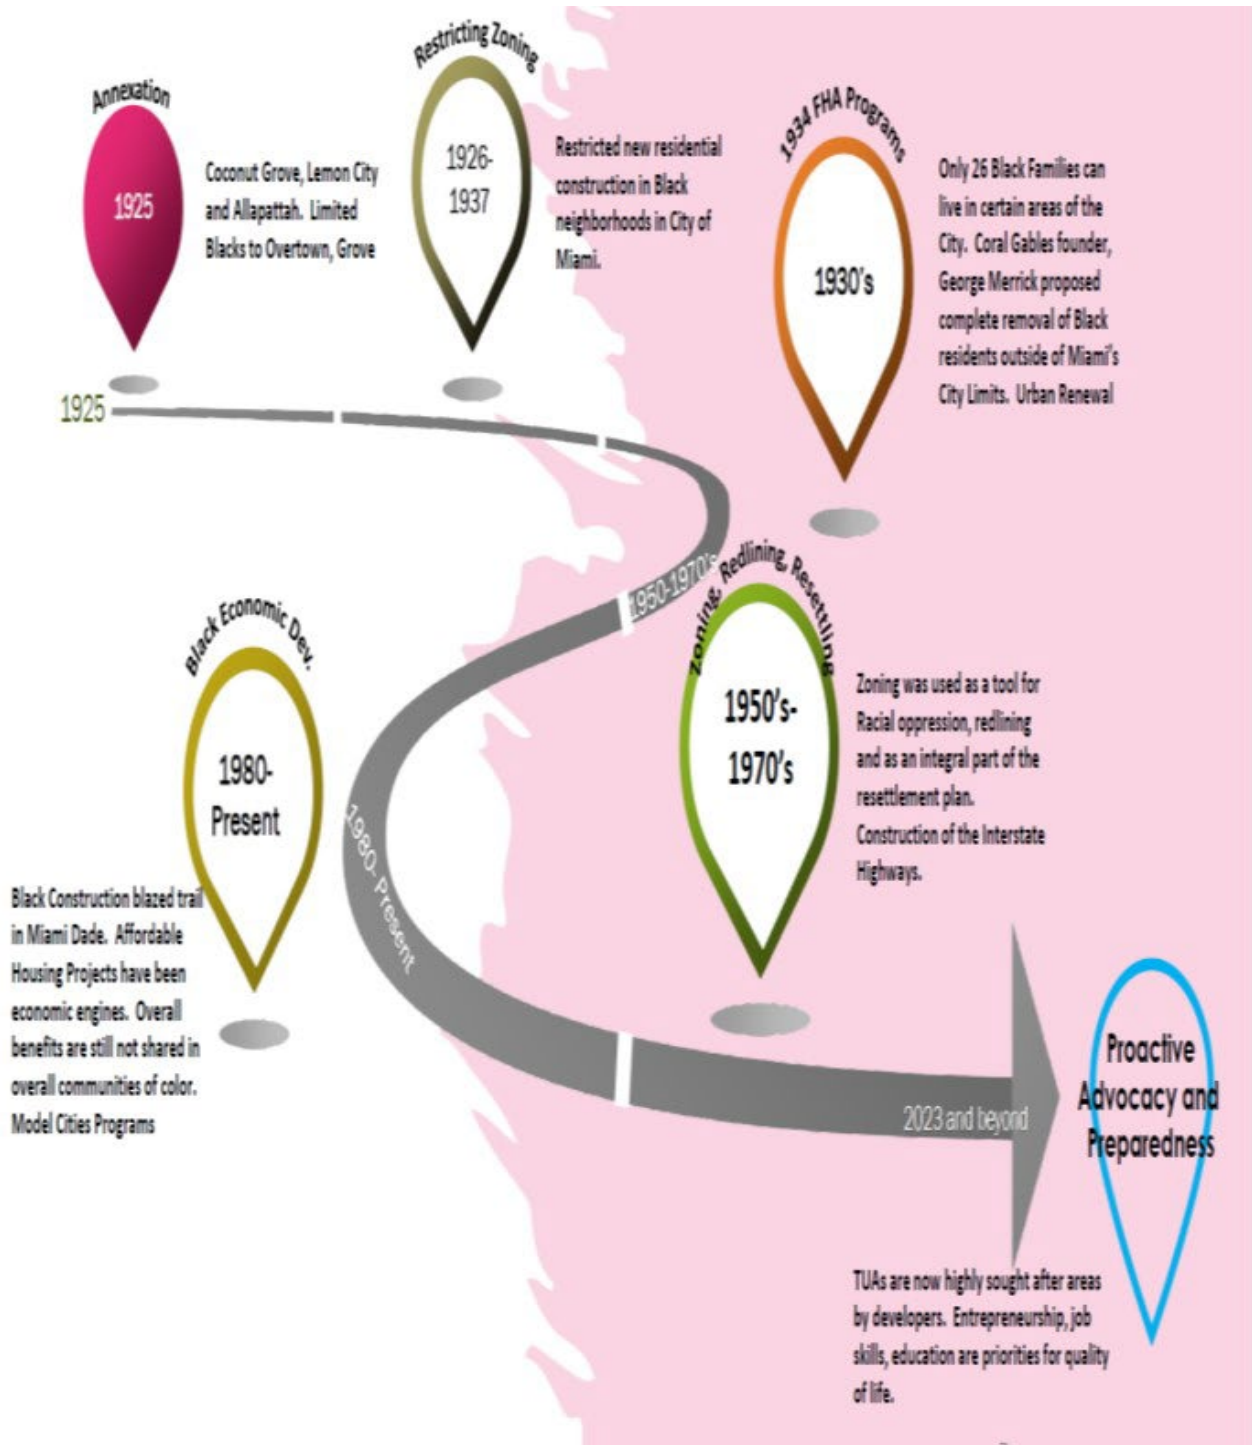 Annexation
1925
Coconut Grove, Lemon City
and Allapattah. Limited
Blacks to Overtown, Grove
Restricting Zoning
1926-
1937
Restricted new residential
construction in Black
neighborhoods in City of
Miami.
1934 FHA Programs
1930's
Only 26 Black Families can
live in certain areas of the
City. Coral Gables founder,
George Merrick proposed
complete removal of Black
residents outside of Miami's
City Limits. Urban Renewal
1925
1950-1970's
Zoning, Redlining, Resettling
1950's-
1970's
Zoning was used as a tool for
Racial oppression, redlining
and as an integral part of the
resettlement plan.
Construction of the Interstate
Highways.
Black Economic Dev.
1980-
Present
Black Construction blazed trail
in Miami Dade. Affordable
Housing Projects have been
economic engines. Overall
benefits are still not shared in
overall communities of color.
Model Cities Programs
1980- Present
2023 and beyond
Proactive
Advocacy and
Preparedness
TUAs are now highly sought after areas
by developers. Entrepreneurship, job
skills, education are priorities for quality
of life.